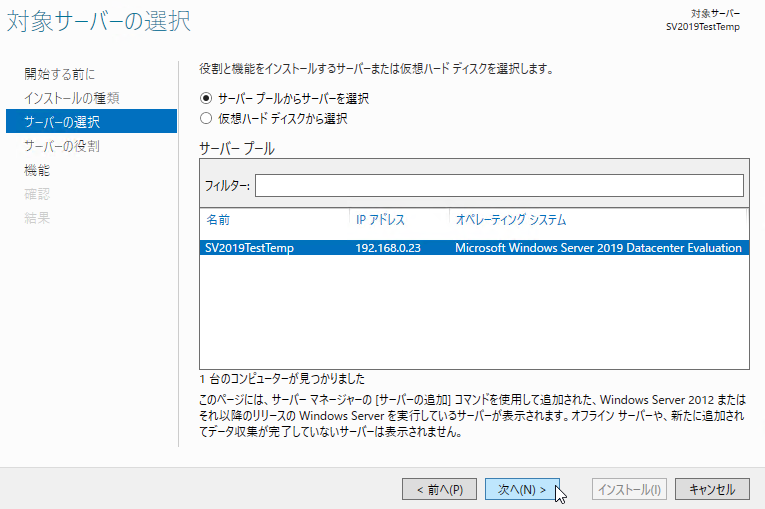 対象サーバーの選択
対象サーバー
SV2019TestTemp
開始する前に
インストールの種類
サーバーの選択
サーバーの役割
機能
確認
結果
役割と機能をインストールするサーバーまたは仮想ハード ディスクを選択します。
サーバー プールからサーバーを選択
仮想ハード ディスクから選択
サーバー プール
フィルター:
名前 IP アドレス オペレーティング システム
SV2019TestTemp 192.168.0.23 Microsoft Windows Server 2019 Datacenter Evaluation
1 台のコンピューターが見つかりました
このページには、サーバー マネージャーの [サーバーの追加] コマンドを使用して追加された、Windows Server 2012 または
それ以降のリリースの Windows Server を実行しているサーバーが表示されます。オフライン サーバーや、新たに追加され
てデータ収集が完了していないサーバーは表示されません。
< 前へ(P) 次へ(N) > インストール(I) キャンセル